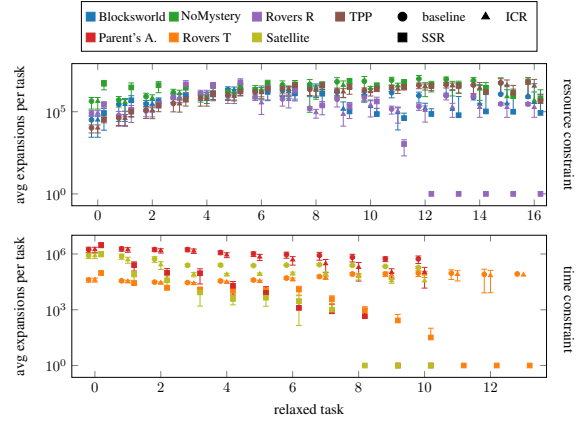 Blocksworld NoMystery Rovers R TPP baseline ICR
Parent's A. Rovers T Satellite SSR
avg expansions per task
10^5
10^0
0 2 4 6 8 10 12 14 16
resource constraint
avg expansions per task
10^6
10^3
10^0
0 2 4 6 8 10 12
time constraint
relaxed task